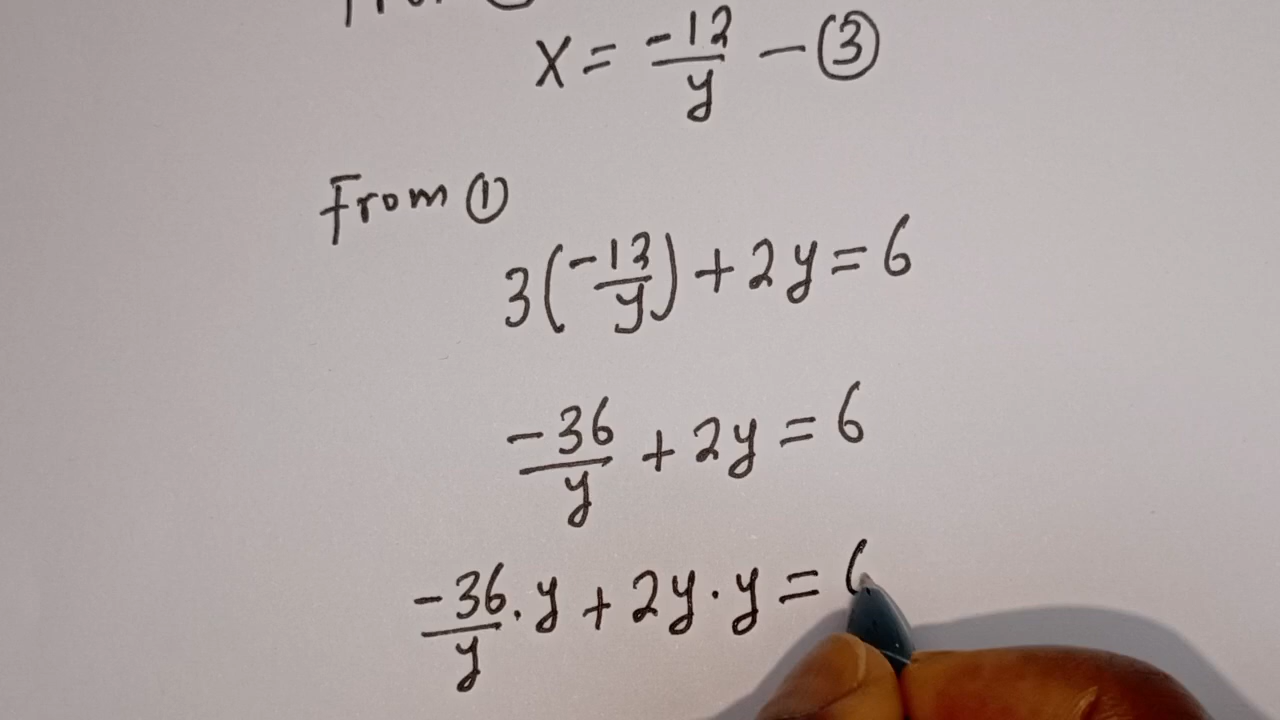 x = -12/y - ③
From ①
3(-12/y) + 2y = 6
-36/y + 2y = 6
-36/y . y + 2y . y = 6